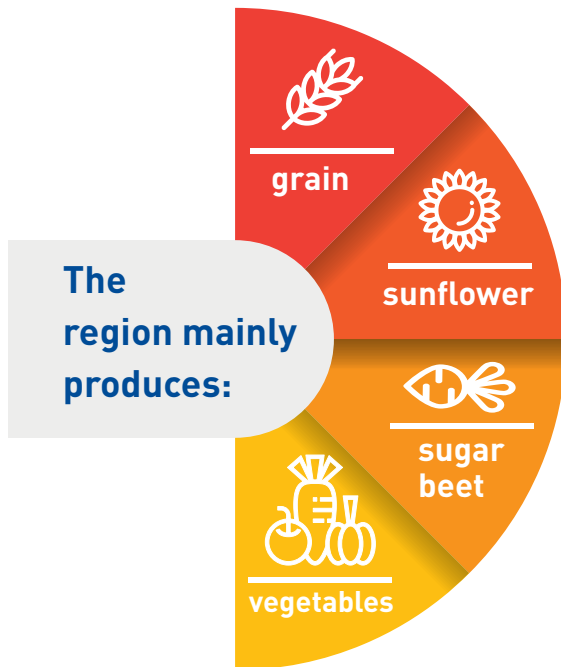 The
region mainly
produces:
grain
sunflower
sugar
beet
vegetables